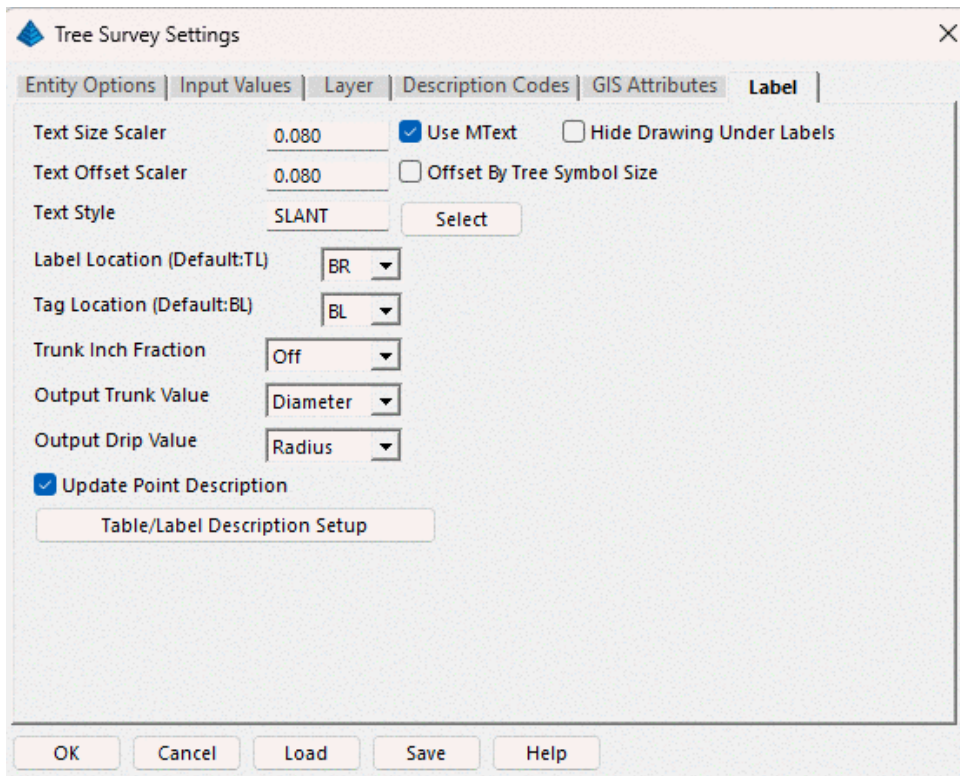 Tree Survey Settings
Entity Options Input Values Layer Description Codes GIS Attributes Label
Text Size Scaler 0.080 Use MText Hide Drawing Under Labels
Text Offset Scaler 0.080 Offset By Tree Symbol Size
Text Style SLANT Select
Label Location (Default:TL) BR
Tag Location (Default:BL) BL
Trunk Inch Fraction Off
Output Trunk Value Diameter
Output Drip Value Radius
Update Point Description
Table/Label Description Setup
OK Cancel Load Save Help